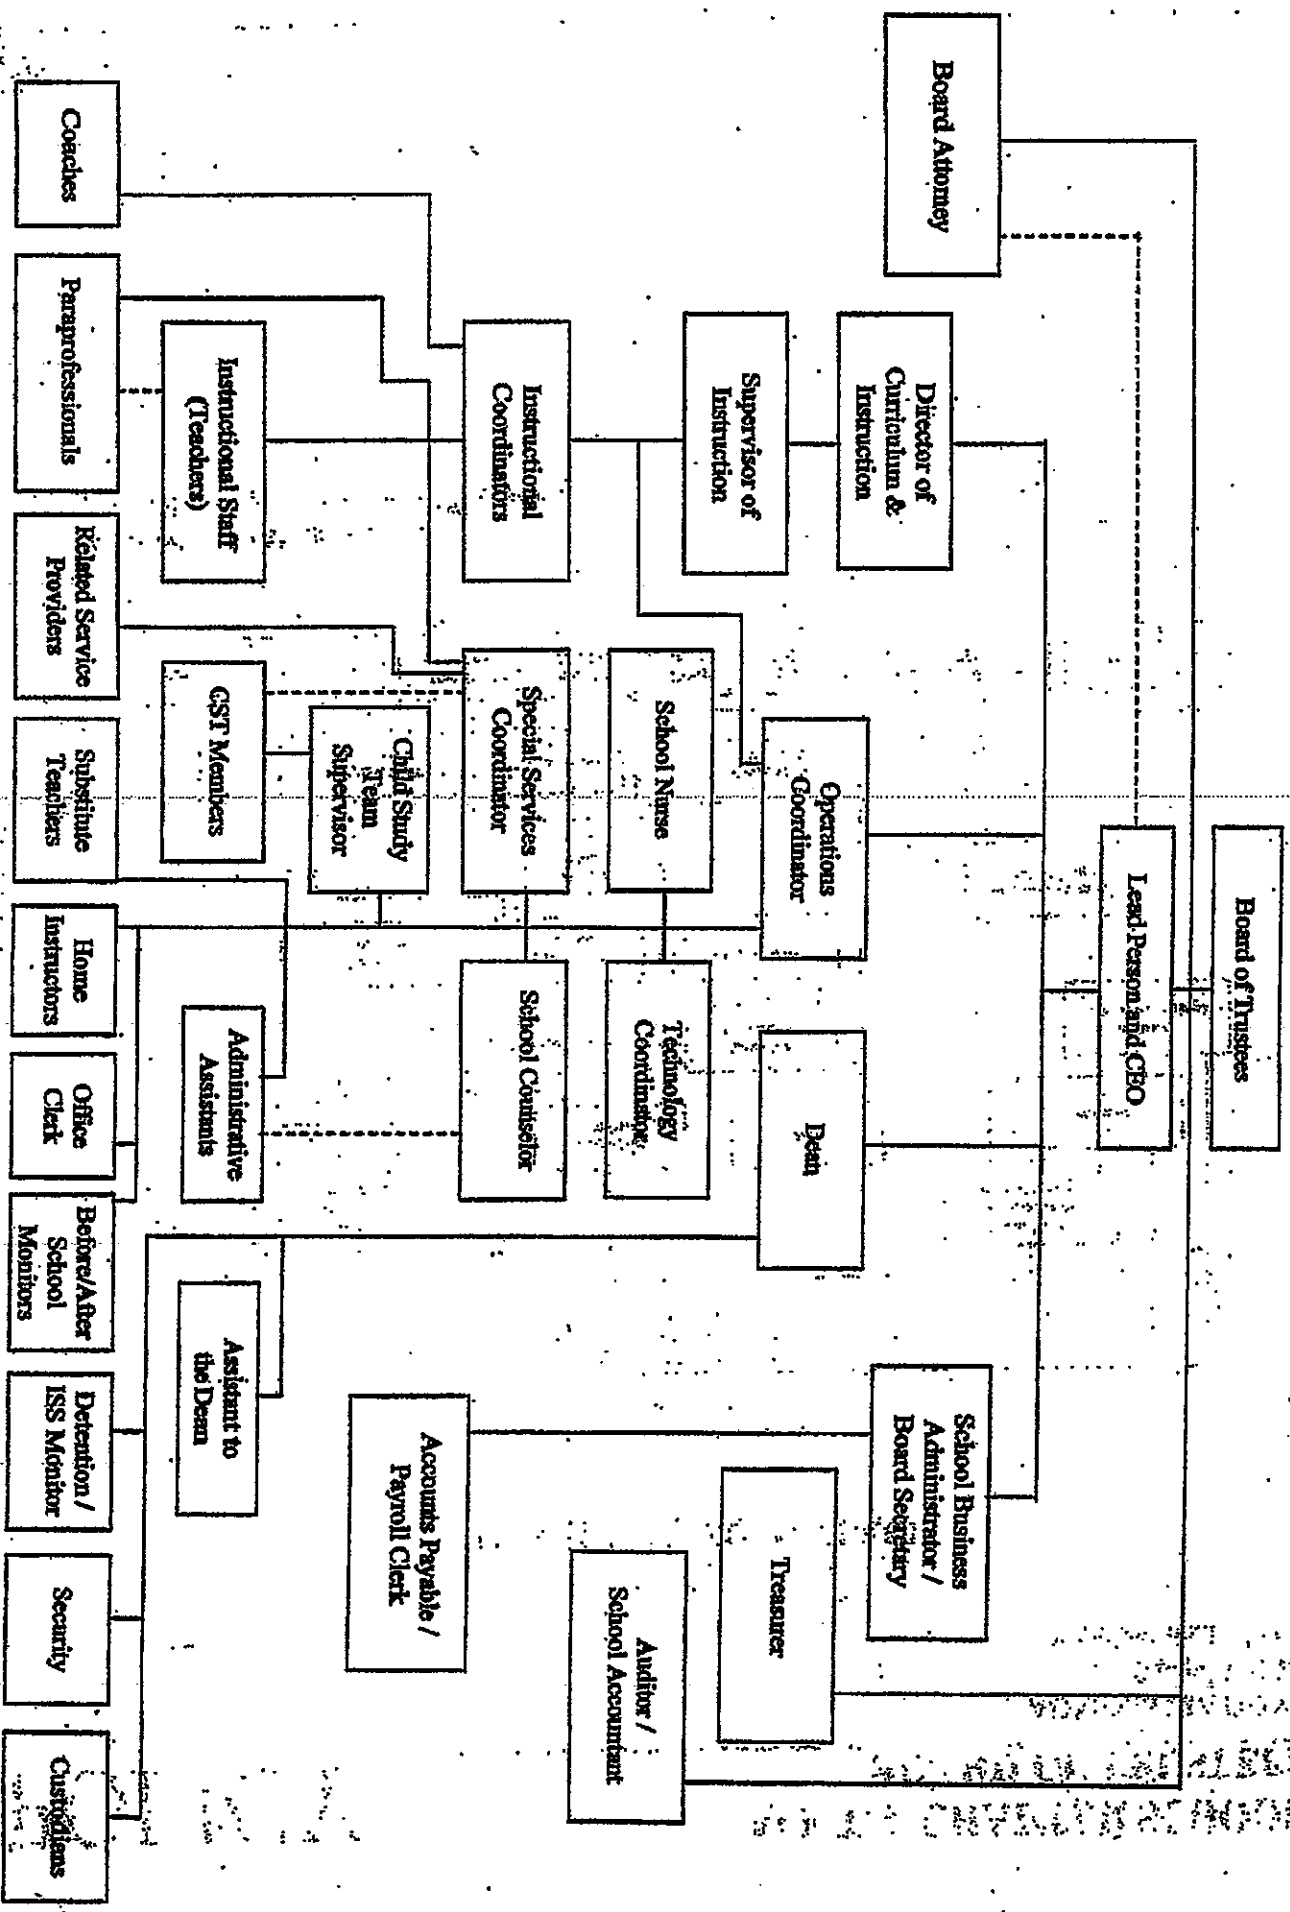 Board of Trustees
Lead Person and CEO
Board Attorney
Director of
Curriculum &
Instruction
Operations
Coordinator
Dean
School Business
Administrator /
Board Secretary
Supervisor of
Instruction
Treasurer
School Nurse
Technology
Coordinator
Auditor /
School Accountant
Instructional
Coordinators
Special Services
Coordinator
School Counselor
Accounts Payable /
Payroll Clerk
Child Study
Team
Supervisor
Instructional Staff
(Teachers)
CST Members
Administrative
Assistants
Assistant to
the Dean
Coaches
Paraprofessionals
Related Service
Providers
Substitute
Teachers
Home
Instructors
Office
Clerk
Before/After
School
Monitors
Detention /
ISS Monitor
Security
Custodians